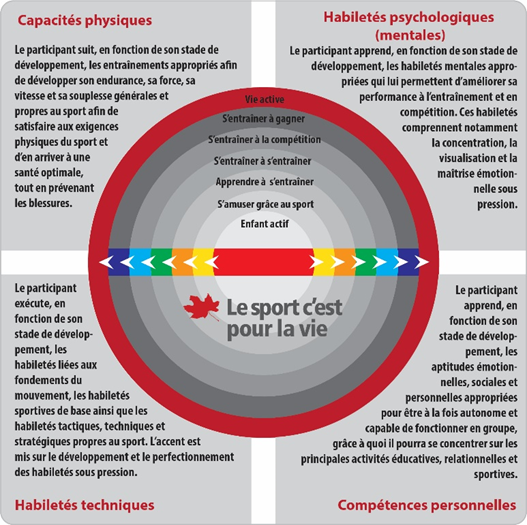 Capacités physiques
Le participant suit, en fonction de son stade de
développement, les entraînements appropriés afin
de développer son endurance, sa force, sa
vitesse et sa souplesse générales et
propres au sport afin de
satisfaire aux exigences
physiques du sport et
d'en arriver à une
santé optimale,
tout en prévenant
les blessures.
Habiletés psychologiques
(mentales)
Le participant apprend, en fonction de son stade de
développement, les habiletés mentales appro-
priées qui lui permettent d'améliorer sa
performance à l'entraînement et en
compétition. Ces habiletés
comprennent notamment
la concentration, la
visualisation et la
maîtrise émotion-
nelle sous
pression.
Vie active
S'entraîner à gagner
S'entraîner à la compétition
S'entraîner à s'entraîner
Apprendre à s'entraîner
S'amuser grâce au sport
Enfant actif
Le sport c'est
pour la vie
Le participant
exécute, en
fonction de son
stade de dévelop-
pement, les
habiletés liées aux
fondements du
mouvement, les habiletés
sportives de base ainsi que les
habiletés tactiques, techniques et
stratégiques propres au sport. L'accent est
mis sur le développement et le perfectionnement
des habiletés sous pression.
Habiletés techniques
Le participant
apprend, en
fonction de son
stade de dévelop-
pement, les
aptitudes émotion-
nelles, sociales et
personnelles appropriées
pour être à la fois autonome et
capable de fonctionner en groupe,
grâce à quoi il pourra se concentrer sur les
principales activités éducatives, relationnelles et
sportives.
Compétences personnelles